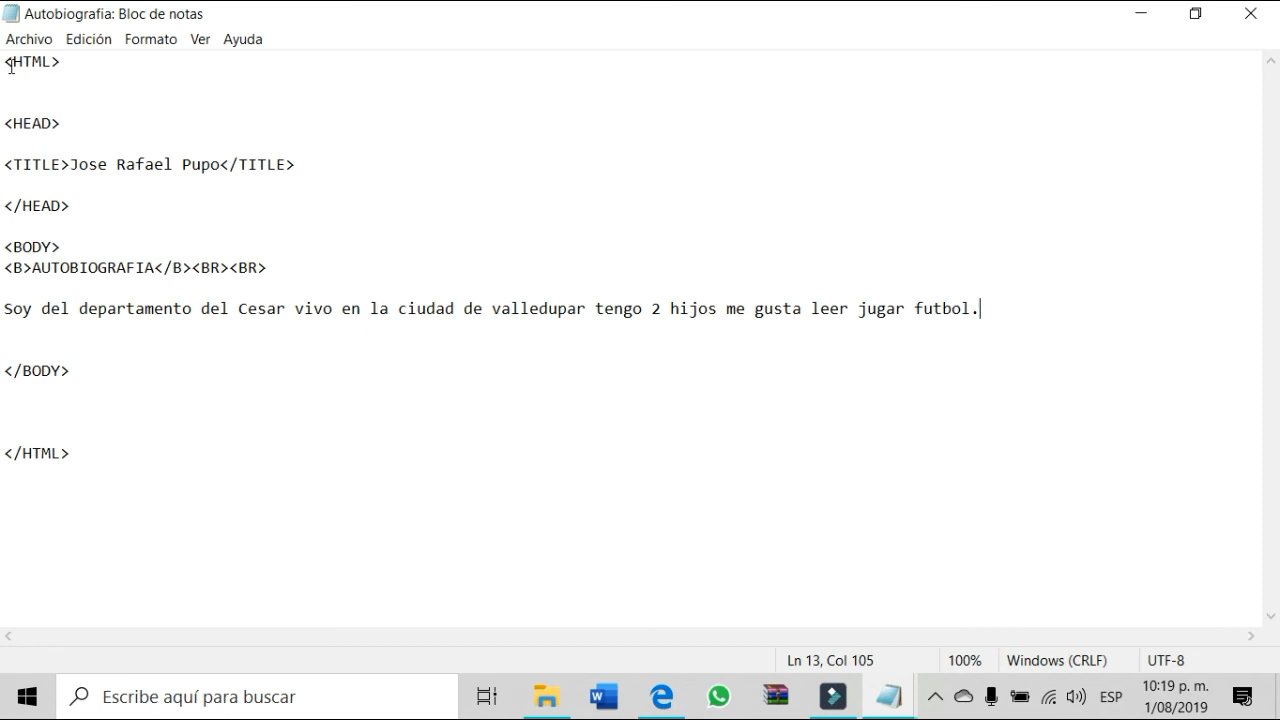 Autobiografia: Bloc de notas
Archivo Edición Formato Ver Ayuda
<HTML>
<HEAD>
<TITLE>Jose Rafael Pupo</TITLE>
</HEAD>
<BODY>
<B>AUTOBIOGRAFIA</B><BR><BR>
Soy del departamento del Cesar vivo en la ciudad de valledupar tengo 2 hijos me gusta leer jugar futbol.
</BODY>
</HTML>
Ln 13, Col 105 100% Windows (CRLF) UTF-8
Escribe aquí para buscar
ESP
10:19 p. m.
1/08/2019